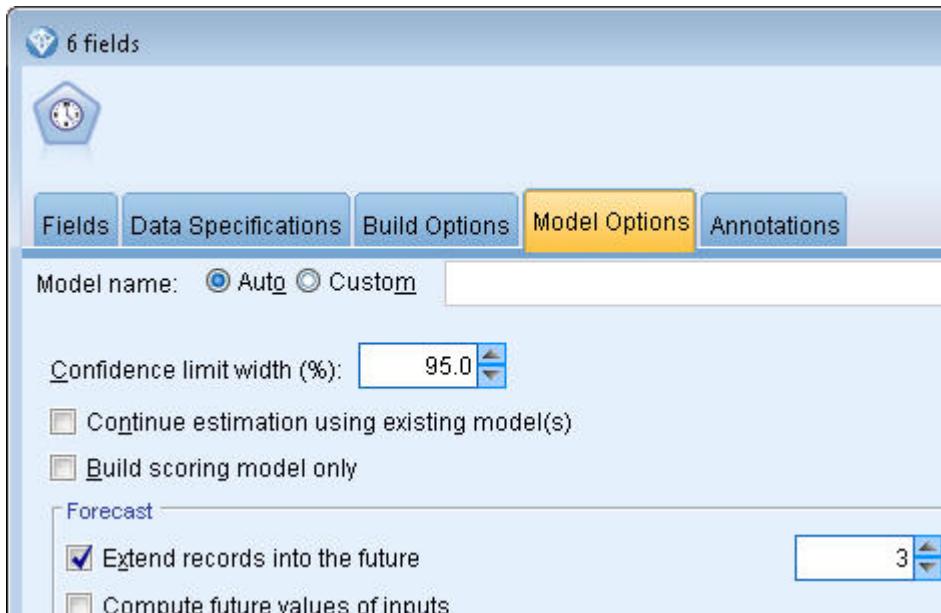 6 fields
Fields Data Specifications Build Options Model Options Annotations
Model name: Auto Custom
Confidence limit width (%): 95.0
Continue estimation using existing model(s)
Build scoring model only
Forecast
Extend records into the future 3
Compute future values of inputs